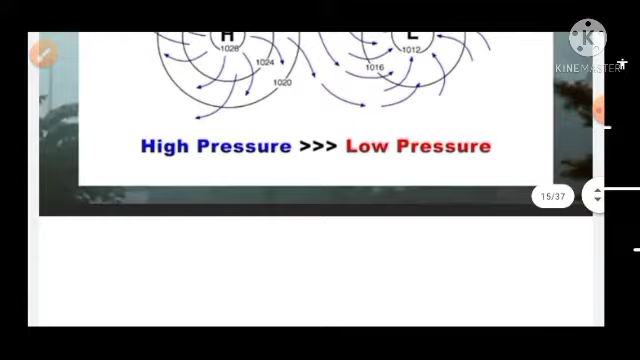 H
L
1028
1012
1024
1016
1020
High Pressure >>> Low Pressure
15/37
K
KINEMASTER